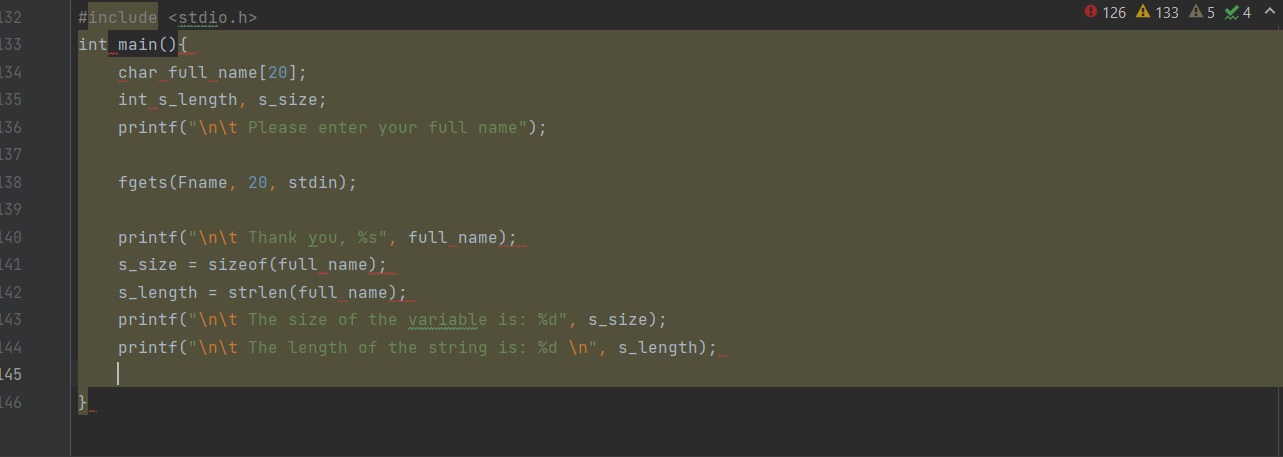 126 133 5 4
132 #include <stdio.h>
133 int main(){
134 char full_name[20];
135 int s_length, s_size;
136 printf("\n\t Please enter your full name");
137
138 fgets(Fname, 20, stdin);
139
140 printf("\n\t Thank you, %s", full_name);
141 s_size = sizeof(full_name);
142 s_length = strlen(full_name);
143 printf("\n\t The size of the variable is: %d", s_size);
144 printf("\n\t The length of the string is: %d \n", s_length);
145
146 }